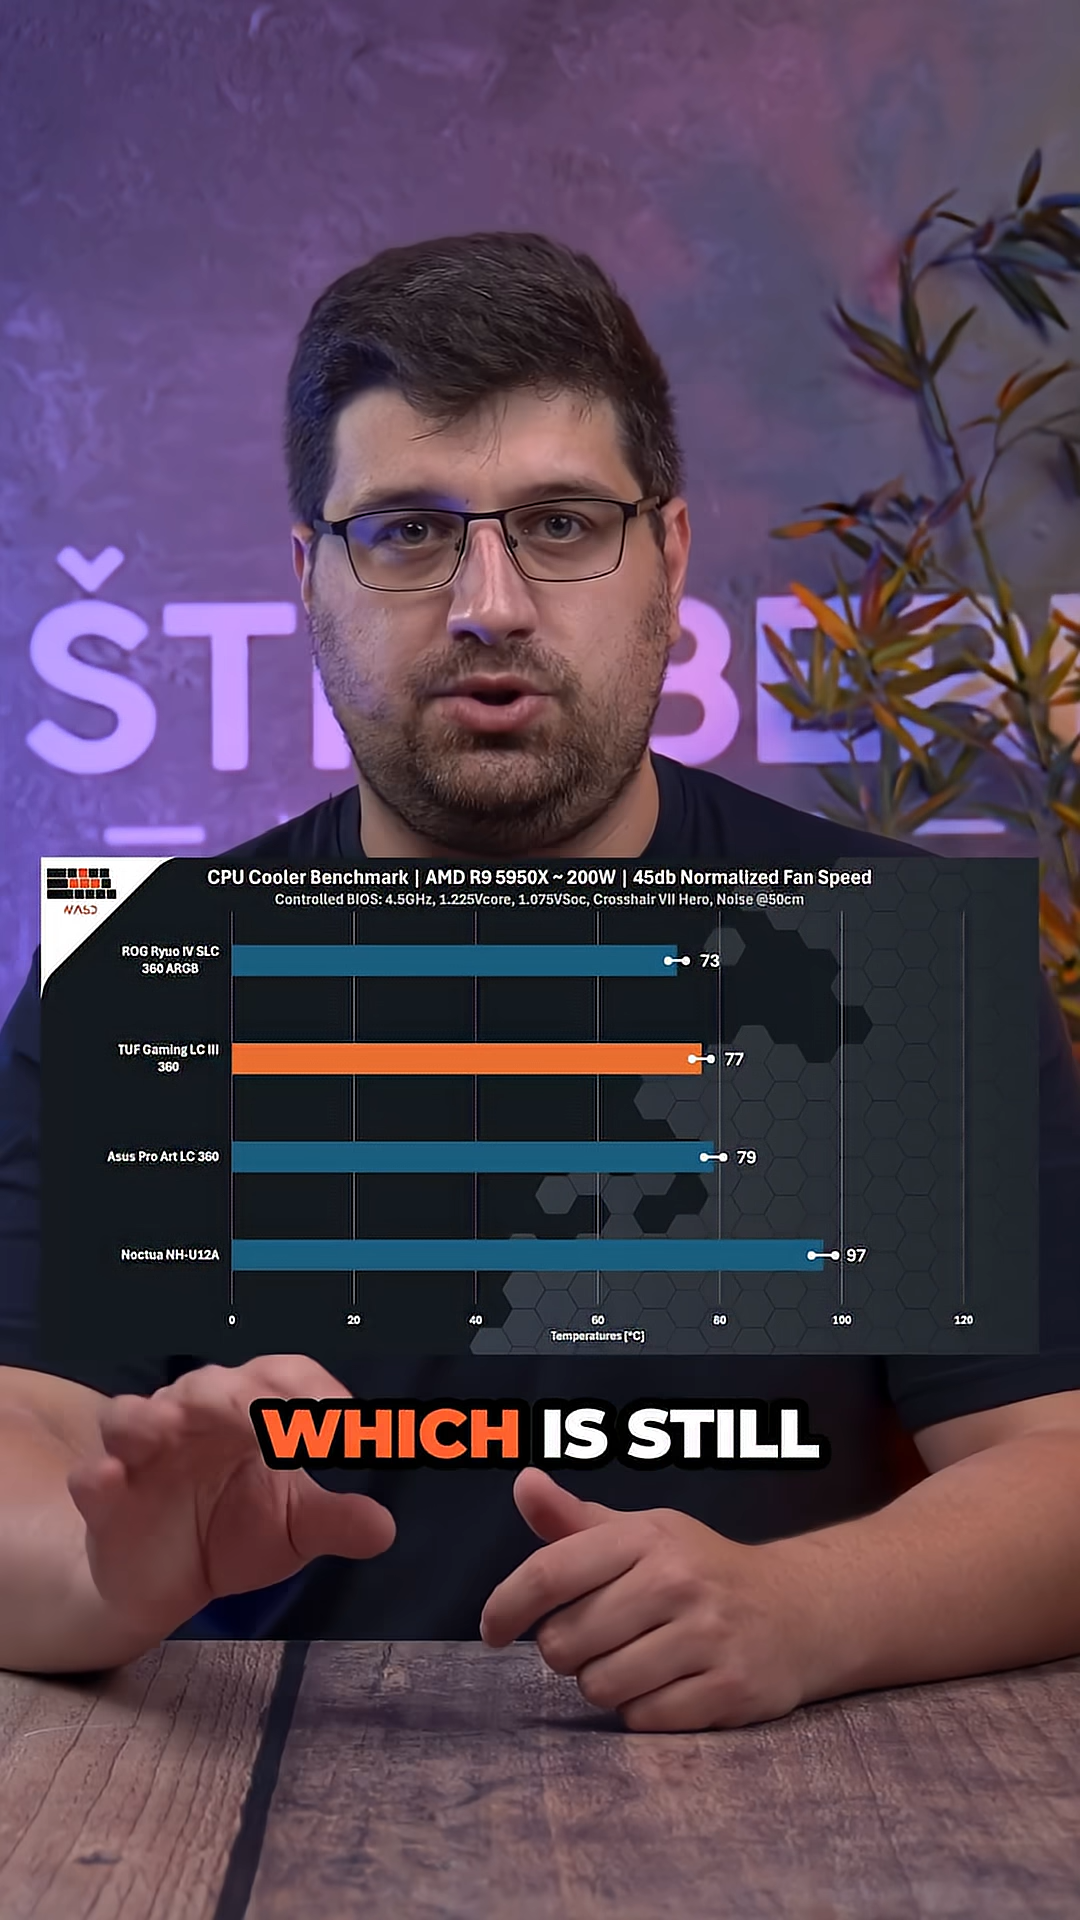 ŠT
BE
NASD
CPU Cooler Benchmark | AMD R9 5950X ~ 200W | 45db Normalized Fan Speed
Controlled BIOS: 4.5GHz, 1.225Vcore, 1.075VSoc, Crosshair VII Hero, Noise @50cm
ROG Ryuo IV SLC
360 ARGB
73
TUF Gaming LC III
360
77
Asus Pro Art LC 360
79
Noctua NH-U12A
97
0 20 40 60 80 100 120
Temperatures [°C]
WHICH IS STILL